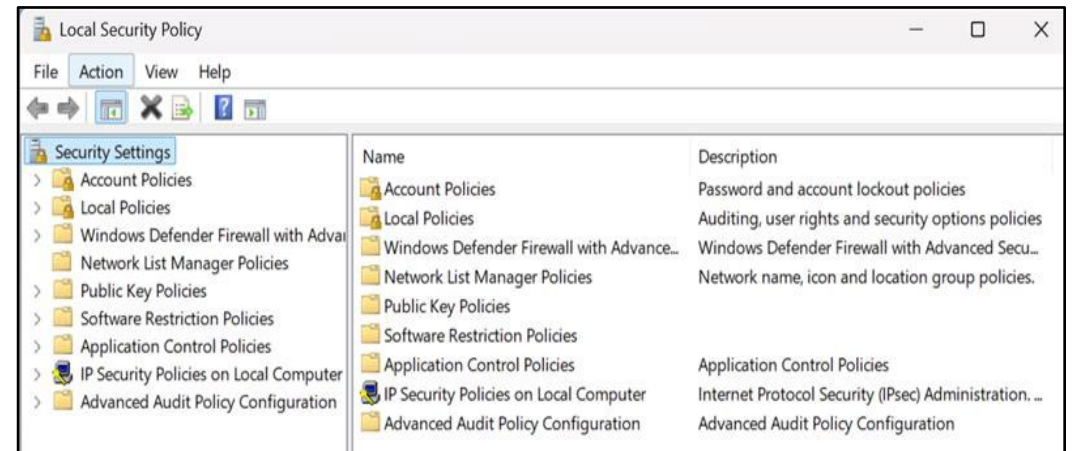 Local Security Policy
File Action View Help
Security Settings
Account Policies
Local Policies
Windows Defender Firewall with Advai
Network List Manager Policies
Public Key Policies
Software Restriction Policies
Application Control Policies
IP Security Policies on Local Computer
Advanced Audit Policy Configuration
Name Description
Account Policies Password and account lockout policies
Local Policies Auditing, user rights and security options policies
Windows Defender Firewall with Advance... Windows Defender Firewall with Advanced Secu...
Network List Manager Policies Network name, icon and location group policies.
Public Key Policies
Software Restriction Policies
Application Control Policies Application Control Policies
IP Security Policies on Local Computer Internet Protocol Security (IPsec) Administration. ...
Advanced Audit Policy Configuration Advanced Audit Policy Configuration